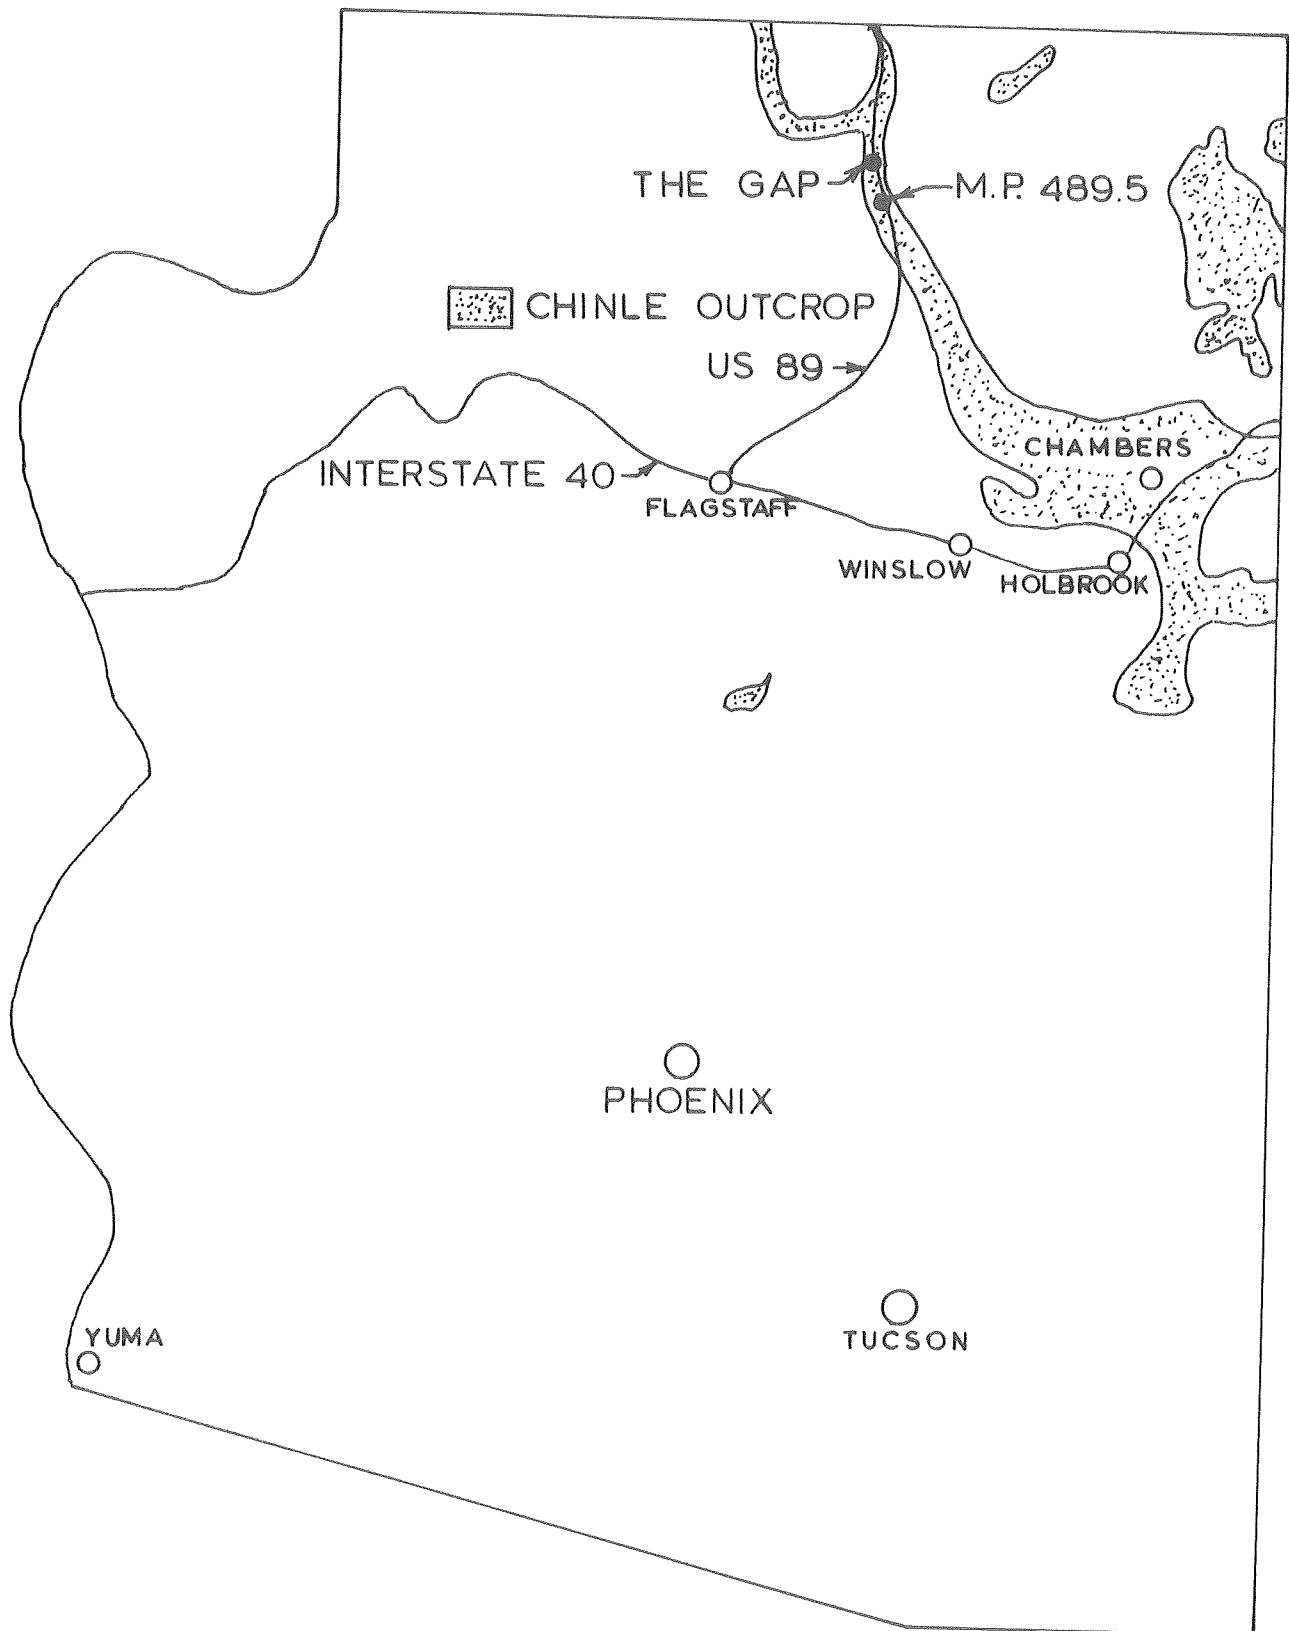 THE GAP
M.P. 489.5
CHINLE OUTCROP
US 89
CHAMBERS
INTERSTATE 40
FLAGSTAFF
WINSLOW
HOLBROOK
PHOENIX
YUMA
TUCSON